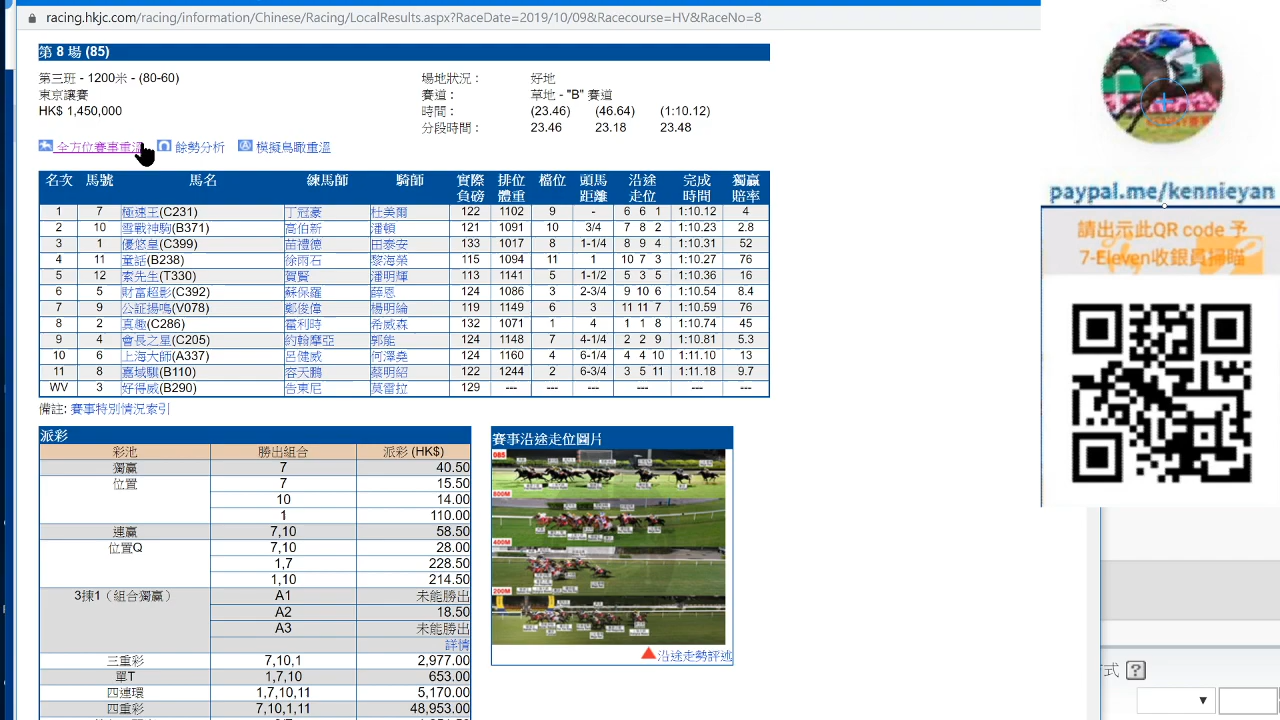 racing.hkjc.com/racing/information/Chinese/Racing/LocalResults.aspx?RaceDate=2019/10/09&Racecourse=HV&RaceNo=8
第 8 場 (85)
第三班 - 1200米 - (80-60) 場地狀況 : 好地
東京讓賽 賽道 : 草地 - "B" 賽道
HK$ 1,450,000 時間 : (23.46) (46.64) (1:10.12)
分段時間 : 23.46 23.18 23.48
全方位賽事重溫 餘勢分析 模擬鳥瞰重溫
名次 馬號 馬名 練馬師 騎師 實際負磅 排位體重 檔位 頭馬距離 沿途走位 完成時間 獨贏賠率
1 7 極速王(C231) 丁冠豪 杜美爾 122 1102 9 - 6 6 1 1:10.12 4
2 10 雪戰神駒(B371) 高伯新 潘頓 121 1091 10 3/4 7 8 2 1:10.23 2.8
3 1 優悠星(C399) 苗禮德 田泰安 133 1017 8 1-1/4 8 9 4 1:10.31 52
4 11 童話(B238) 徐雨石 黎海榮 115 1094 11 1 10 7 3 1:10.27 76
5 12 索先生(T330) 賀賢 潘明輝 113 1141 5 1-1/2 5 3 5 1:10.36 16
6 5 財富超影(C392) 蘇保羅 薛恩 124 1086 3 2-3/4 9 10 6 1:10.54 8.4
7 9 公証揚鳴(V078) 鄭俊偉 楊明綸 119 1149 6 3 11 11 7 1:10.59 76
8 2 真趣(C286) 霍利時 希威森 132 1071 1 4 1 1 8 1:10.74 45
9 4 會長之星(C205) 約翰摩亞 郭能 124 1148 7 4-1/4 2 2 9 1:10.81 5.3
10 6 上海大師(A337) 呂健威 何澤堯 124 1160 4 6-1/4 4 4 10 1:11.10 13
11 8 嘉域騏(B110) 容天鵬 蔡明紹 122 1244 2 6-3/4 3 5 11 1:11.18 9.7
WV 3 好得威(B290) 告東尼 莫雷拉 129 --- --- --- --- --- ---
備註: 賽事特別情況索引
派彩
彩池 勝出組合 派彩 (HK$)
獨贏 7 40.50
位置 7 15.50
10 14.00
1 110.00
連贏 7,10 58.50
位置Q 7,10 28.00
1,7 228.50
1,10 214.50
3揀1（組合獨贏） A1 未能勝出
A2 18.50
A3 未能勝出
詳情
三重彩 7,10,1 2,977.00
單T 1,7,10 653.00
四連環 1,7,10,11 5,170.00
四重彩 7,10,1,11 48,953.00
賽事沿途走位圖片
085
800M
400M
200M
沿途走勢評述
paypal.me/kennieyan
請出示此QR code 予
7-Eleven收銀員掃瞄
式 ?